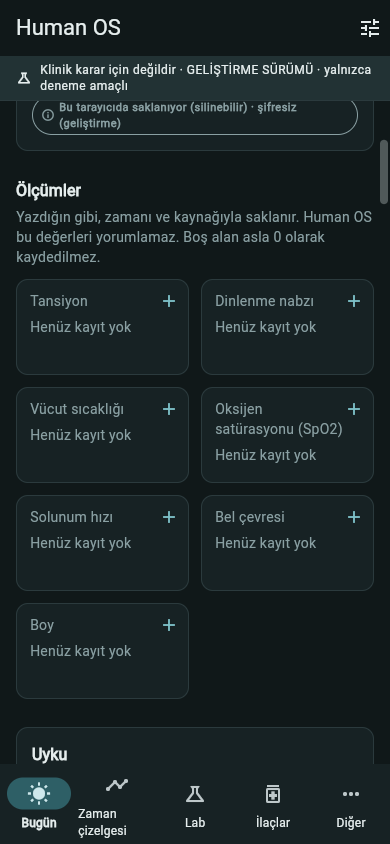 Human OS
Klinik karar için değildir · GELİŞTİRME SÜRÜMÜ · yalnızca
deneme amaçlı
Bu tarayıcıda saklanıyor (silinebilir) · şifresiz
(geliştirme)
Ölçümler
Yazdığın gibi, zamanı ve kaynağıyla saklanır. Human OS
bu değerleri yorumlamaz. Boş alan asla 0 olarak
kaydedilmez.
Tansiyon
Henüz kayıt yok
Dinlenme nabzı
Henüz kayıt yok
Vücut sıcaklığı
Henüz kayıt yok
Oksijen
satürasyonu (SpO2)
Henüz kayıt yok
Solunum hızı
Henüz kayıt yok
Bel çevresi
Henüz kayıt yok
Boy
Henüz kayıt yok
Uyku
Bugün
Zaman
çizelgesi
Lab
İlaçlar
Diğer